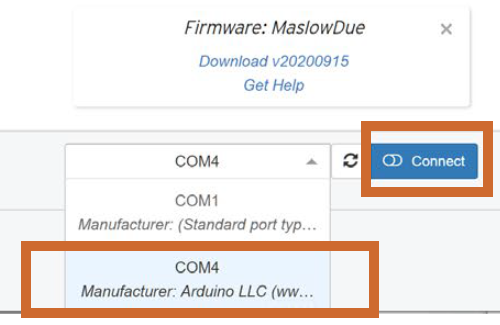 Firmware: MaslowDue ×
Download v20200915
Get Help
COM4 Connect
COM1
Manufacturer: (Standard port typ...
COM4
Manufacturer: Arduino LLC (ww...